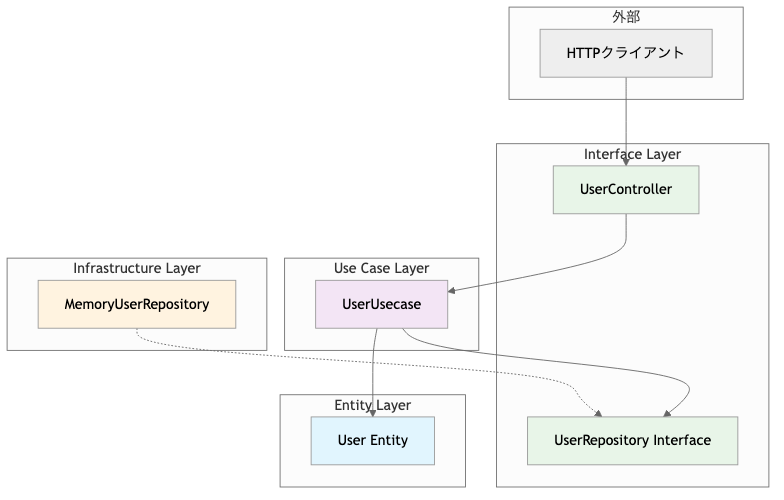 外部
HTTPクライアント
Interface Layer
UserController
Infrastructure Layer
MemoryUserRepository
Use Case Layer
UserUsecase
Entity Layer
User Entity
UserRepository Interface